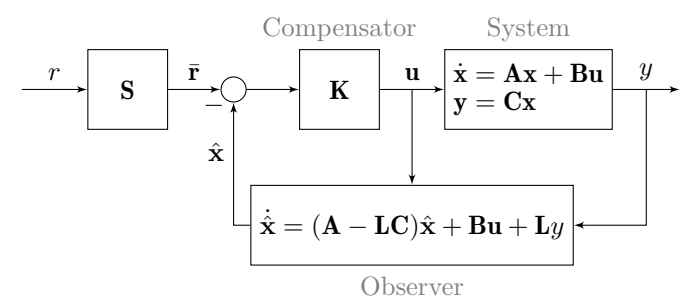 Compensator System
r S r̄ − K u ẋ = Ax + Bu y
y = Cx
x̂
x̂̇ = (A − LC)x̂ + Bu + Ly
Observer